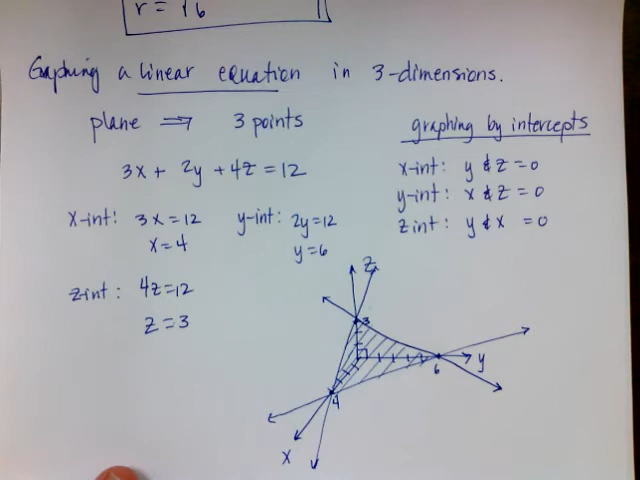 r = √6
Graphing a linear equation in 3-dimensions.
plane ⟹ 3 points
graphing by intercepts
3x + 2y + 4z = 12
x-int: y & z = 0
y-int: x & z = 0
z int: y & x = 0
x-int: 3x = 12
x = 4
y-int: 2y = 12
y = 6
z-int: 4z = 12
z = 3
z
3
y
6
4
x